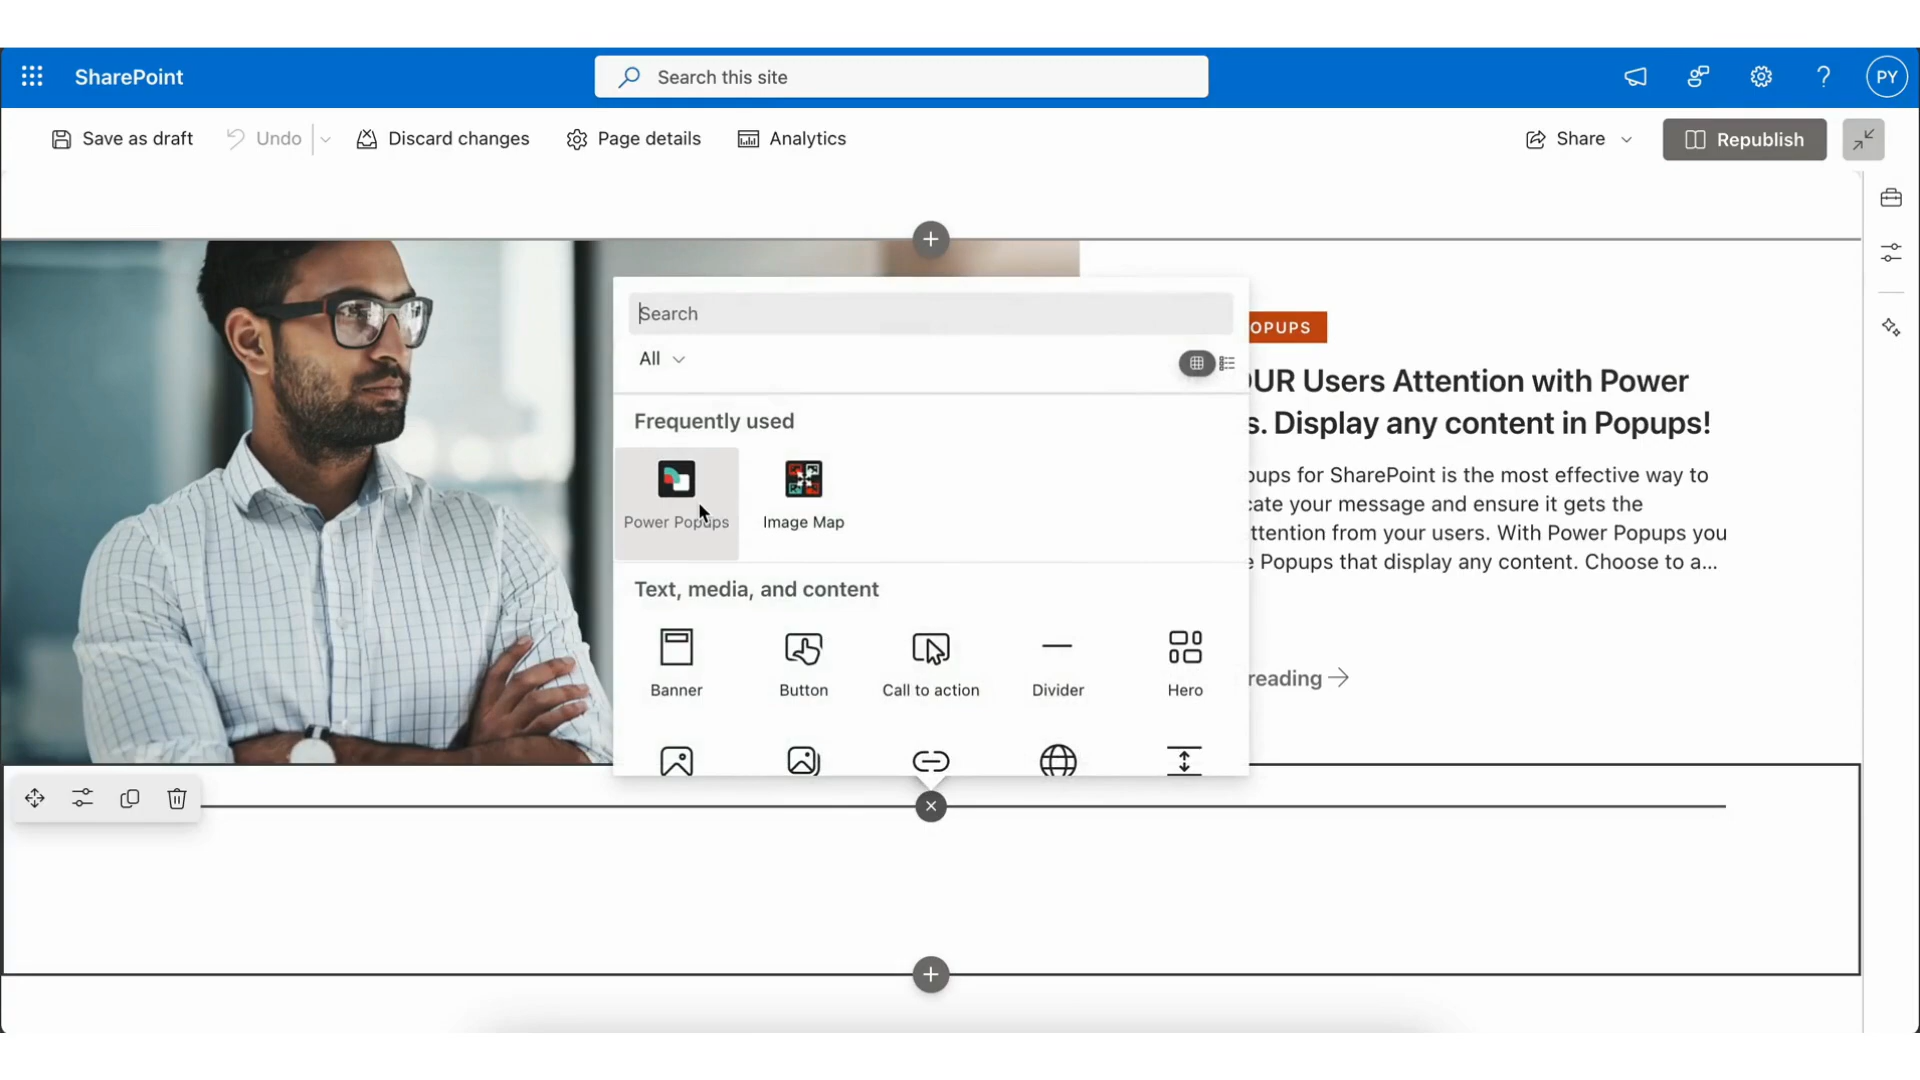 SharePoint
Search this site
PY
Save as draft
Undo
Discard changes
Page details
Analytics
Share
Republish
Search
All
Frequently used
Power Popups
Image Map
Text, media, and content
Banner
Button
Call to action
Divider
Hero
OPUPS
OUR Users Attention with Power
s. Display any content in Popups!
pups for SharePoint is the most effective way to
cate your message and ensure it gets the
ttention from your users. With Power Popups you
e Popups that display any content. Choose to a...
reading